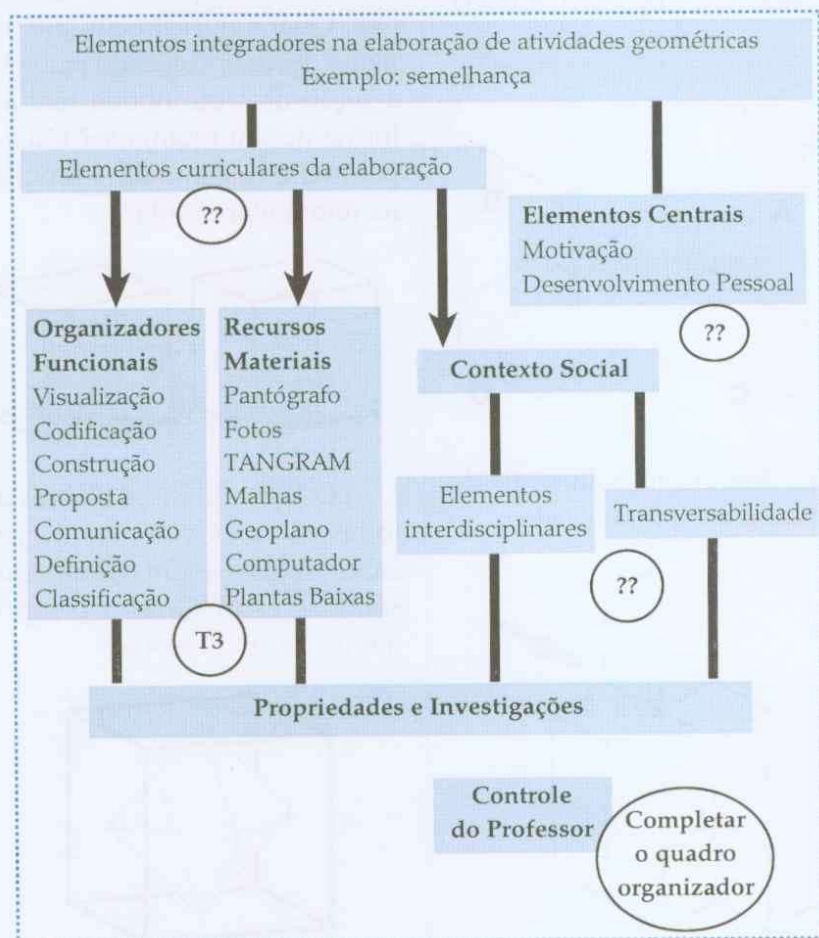 Elementos integradores na elaboração de atividades geométricas
Exemplo: semelhança
Elementos curriculares da elaboração
??
Elementos Centrais
Motivação
Desenvolvimento Pessoal
??
Organizadores
Funcionais
Visualização
Codificação
Construção
Proposta
Comunicação
Definição
Classificação
Recursos
Materiais
Pantógrafo
Fotos
TANGRAM
Malhas
Geoplano
Computador
Plantas Baixas
T3
Contexto Social
Elementos
interdisciplinares
Transversabilidade
??
Propriedades e Investigações
Controle
do Professor
Completar
o quadro
organizador